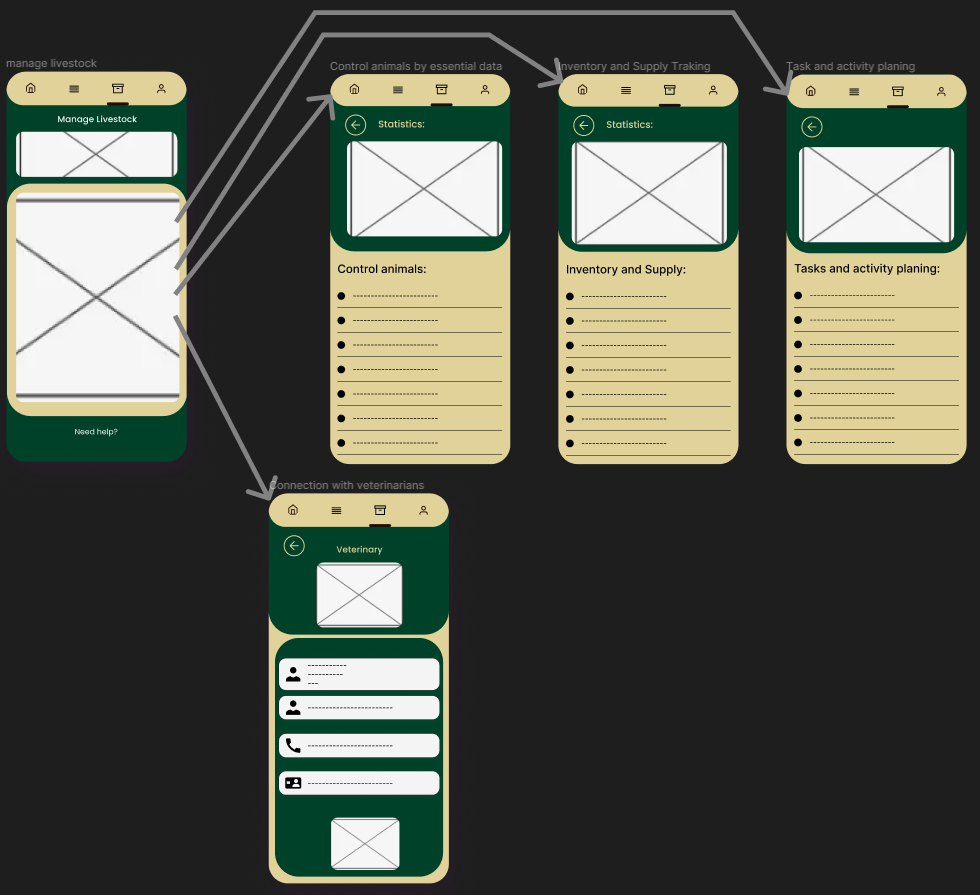 manage livestock
Manage Livestock
Need help?
Control animals by essential data
Statistics:
Control animals:
Inventory and Supply Traking
Statistics:
Inventory and Supply:
Task and activity planing
Tasks and activity planing:
Connection with veterinarians
Veterinary